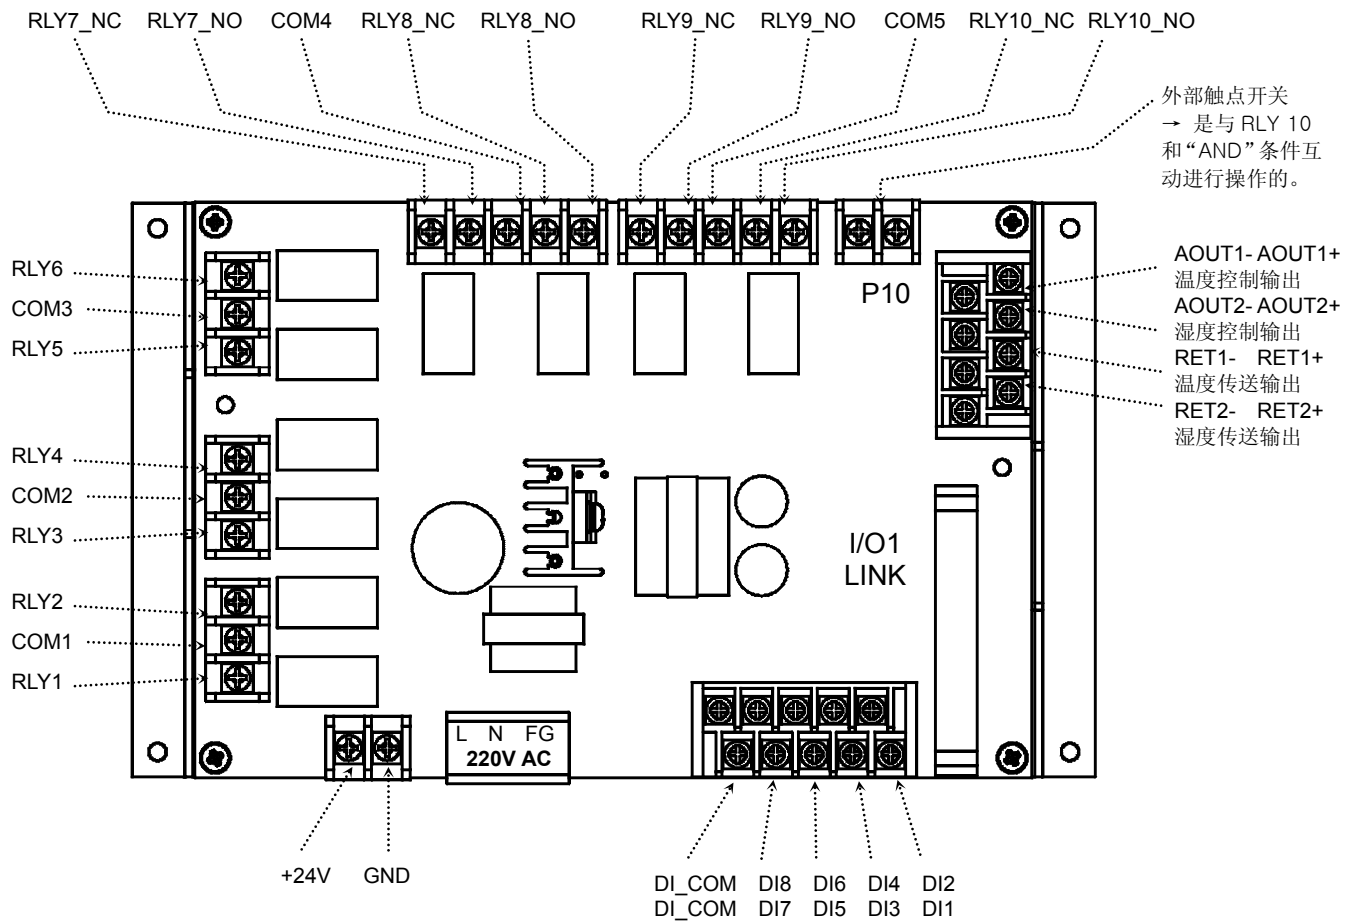 RLY7_NC RLY7_NO COM4 RLY8_NC RLY8_NO RLY9_NC RLY9_NO COM5 RLY10_NC RLY10_NO
外部触点开关
→ 是与 RLY 10
和“AND”条件互
动进行操作的。
RLY6
COM3
RLY5
RLY4
COM2
RLY3
RLY2
COM1
RLY1
P10
AOUT1- AOUT1+
温度控制输出
AOUT2- AOUT2+
湿度控制输出
RET1- RET1+
温度传送输出
RET2- RET2+
湿度传送输出
I/O1
LINK
L N FG
220V AC
+24V GND
DI_COM DI8 DI6 DI4 DI2
DI_COM DI7 DI5 DI3 DI1